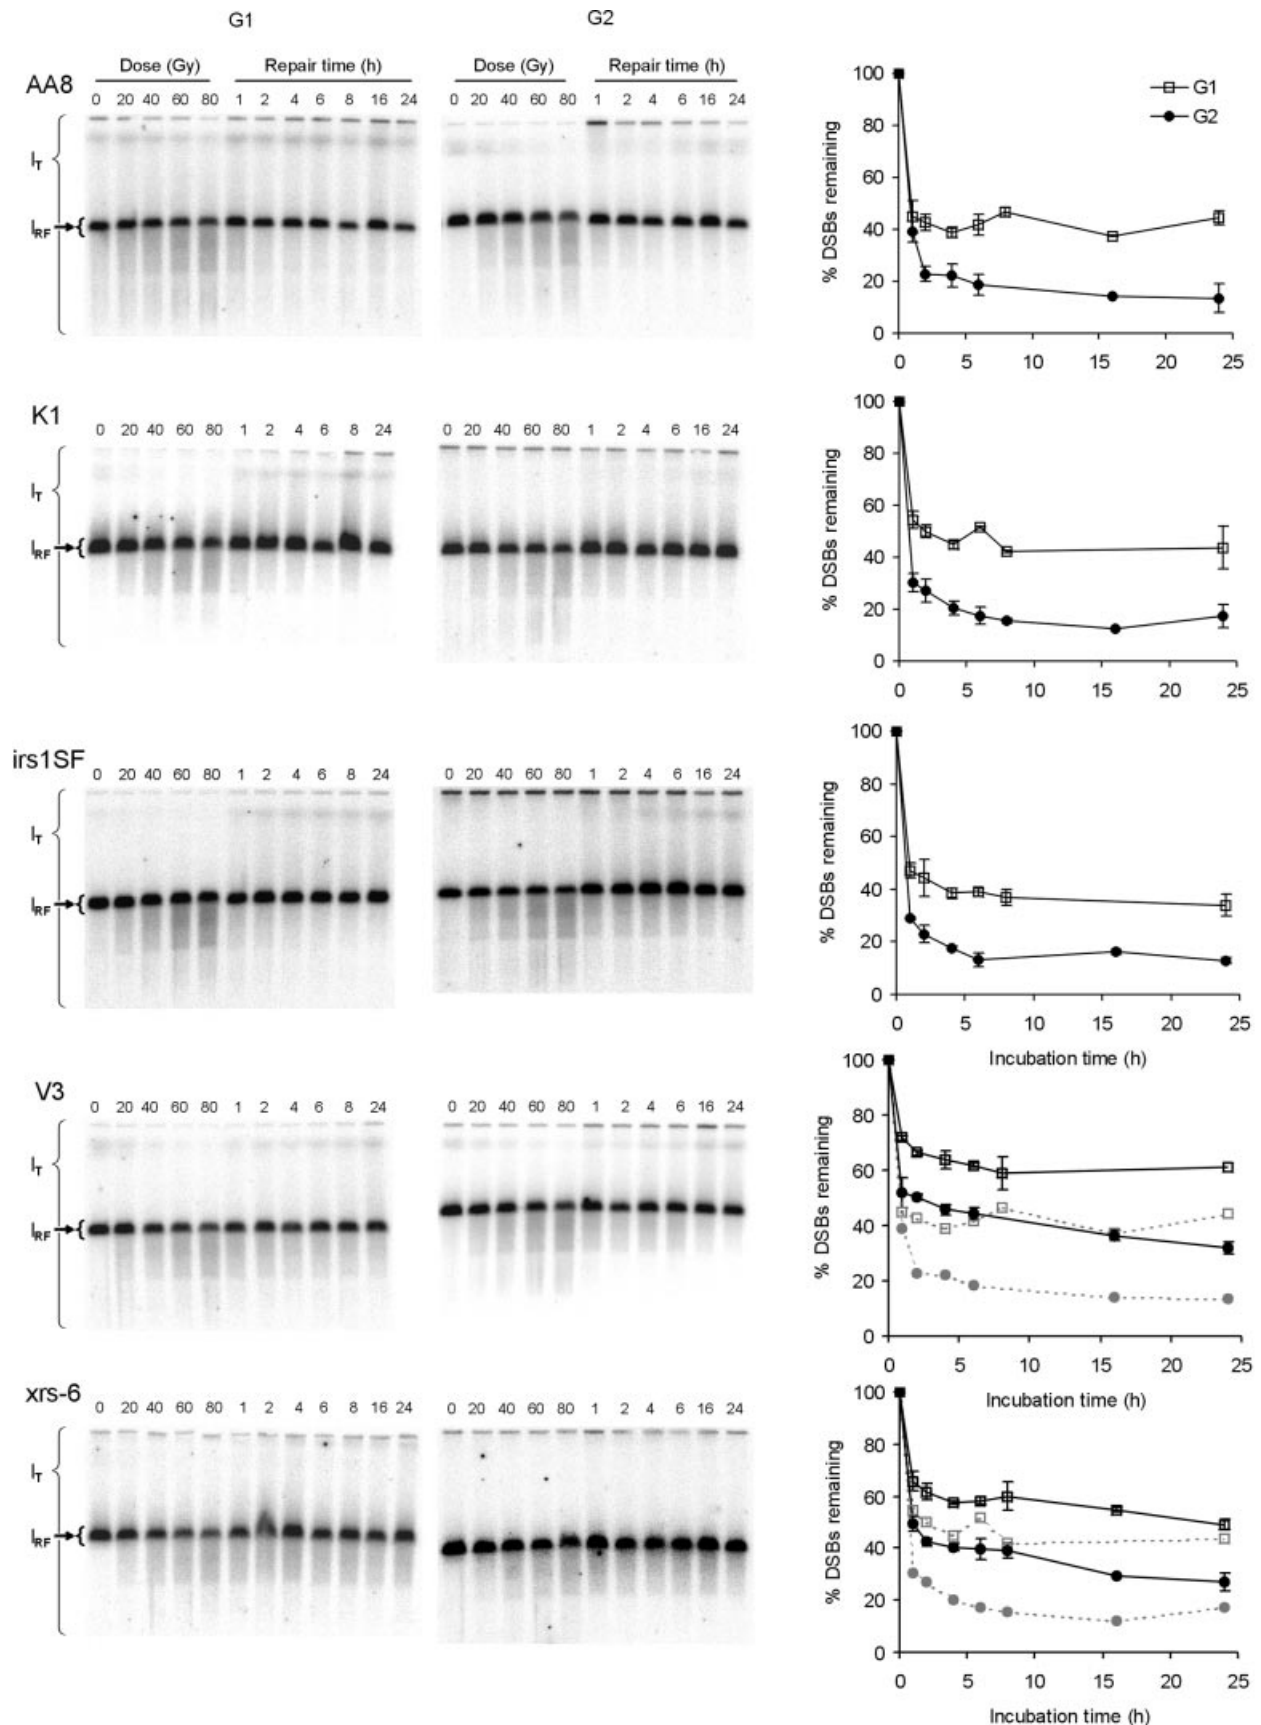 G1 G2
Dose (Gy) Repair time (h) Dose (Gy) Repair time (h)
AA8
0 20 40 60 80 1 2 4 6 8 16 24 0 20 40 60 80 1 2 4 6 16 24
I_T
I_RF
100
80
60
40
20
0
% DSBs remaining
G1
G2
0 5 10 15 20 25
K1
0 20 40 60 80 1 2 4 6 8 24 0 20 40 60 80 1 2 4 6 16 24
I_T
I_RF
100
80
60
40
20
0
% DSBs remaining
0 5 10 15 20 25
irs1SF
0 20 40 60 80 1 2 4 6 8 24 0 20 40 60 80 1 2 4 6 16 24
I_T
I_RF
100
80
60
40
20
0
% DSBs remaining
0 5 10 15 20 25
Incubation time (h)
V3
0 20 40 60 80 1 2 4 6 8 24 0 20 40 60 80 1 2 4 6 16 24
I_T
I_RF
100
80
60
40
20
0
% DSBs remaining
0 5 10 15 20 25
Incubation time (h)
xrs-6
0 20 40 60 80 1 2 4 6 8 16 24 0 20 40 60 80 1 2 4 6 16 24
I_T
I_RF
100
80
60
40
20
0
% DSBs remaining
0 5 10 15 20 25
Incubation time (h)